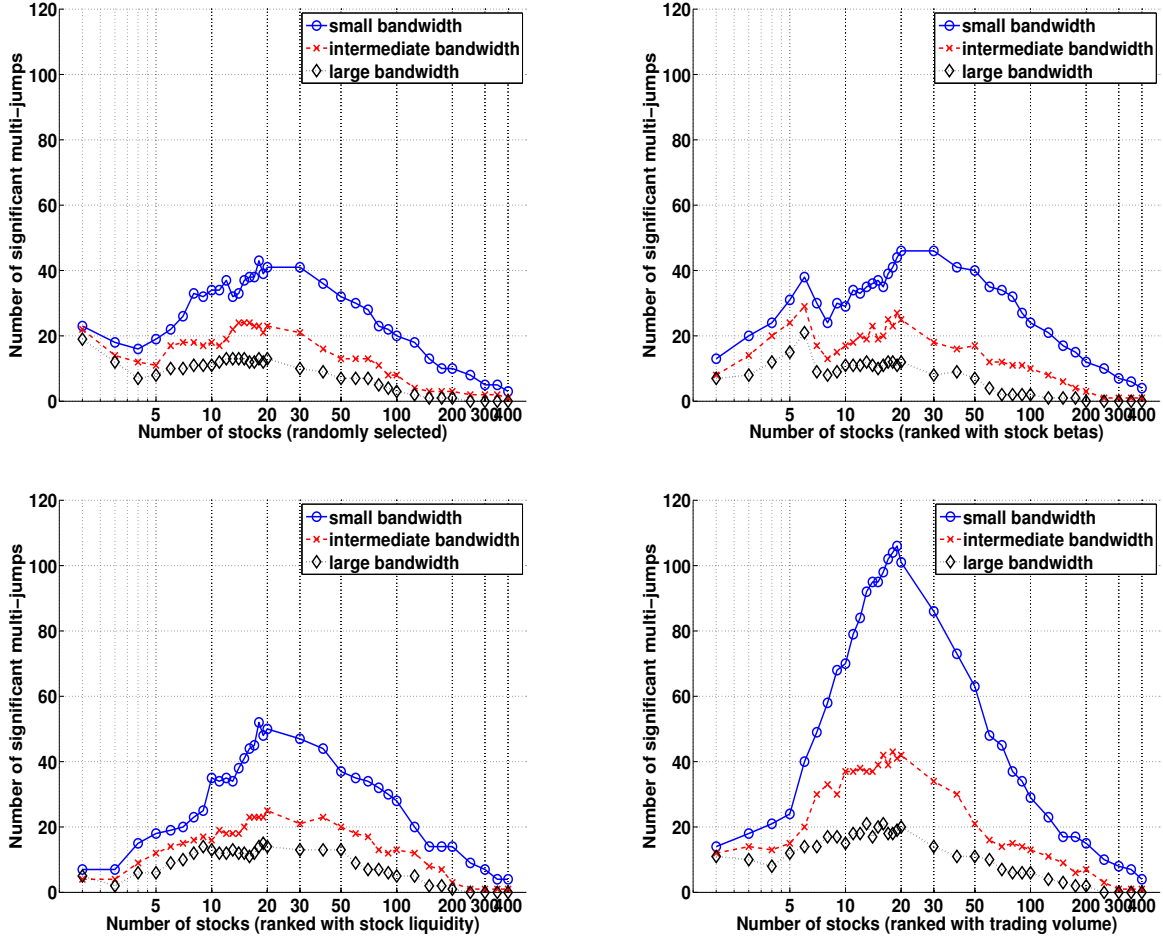 120
100
80
60
40
20
0
Number of significant multi−jumps
small bandwidth
intermediate bandwidth
large bandwidth
5 10 20 30 50 100 200 300 400
Number of stocks (randomly selected)
120
100
80
60
40
20
0
Number of significant multi−jumps
small bandwidth
intermediate bandwidth
large bandwidth
5 10 20 30 50 100 200 300 400
Number of stocks (ranked with stock betas)
120
100
80
60
40
20
0
Number of significant multi−jumps
small bandwidth
intermediate bandwidth
large bandwidth
5 10 20 30 50 100 200 300 400
Number of stocks (ranked with stock liquidity)
120
100
80
60
40
20
0
Number of significant multi−jumps
small bandwidth
intermediate bandwidth
large bandwidth
5 10 20 30 50 100 200 300 400
Number of stocks (ranked with trading volume)